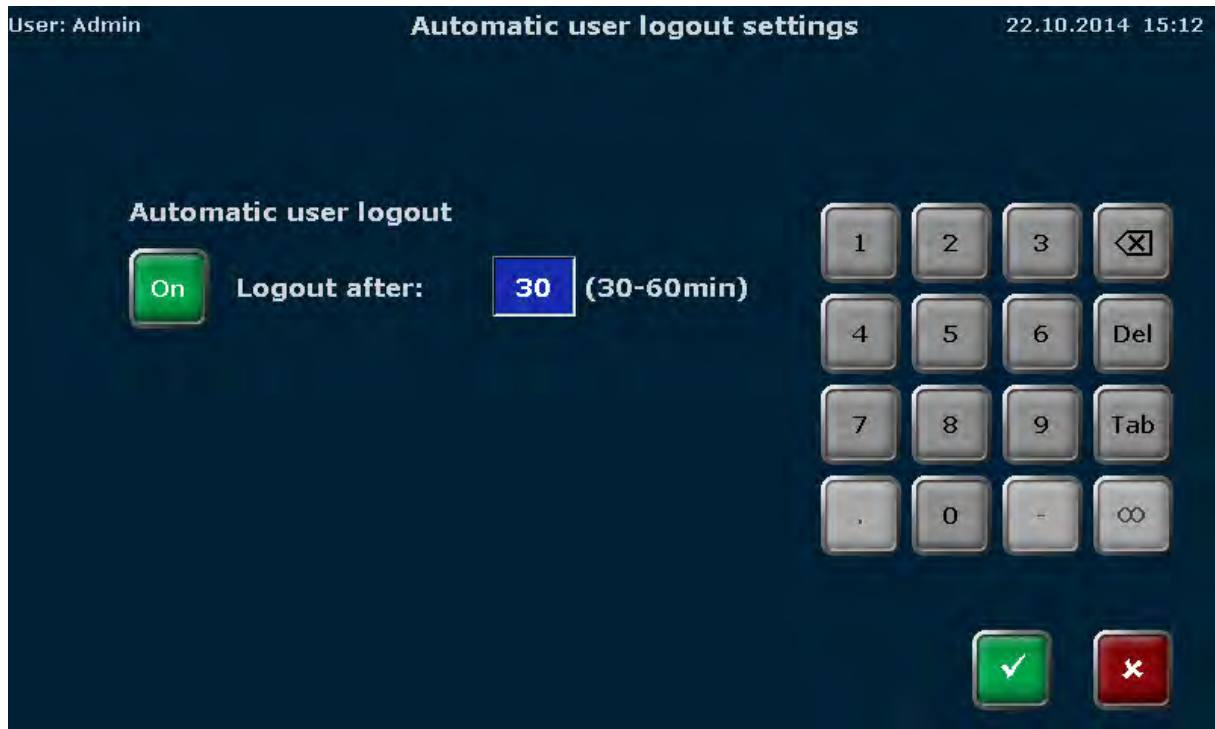 User: Admin Automatic user logout settings 22.10.2014 15:12
Automatic user logout
On Logout after: 30 (30-60min)
1 2 3
4 5 6 Del
7 8 9 Tab
. 0 - ∞